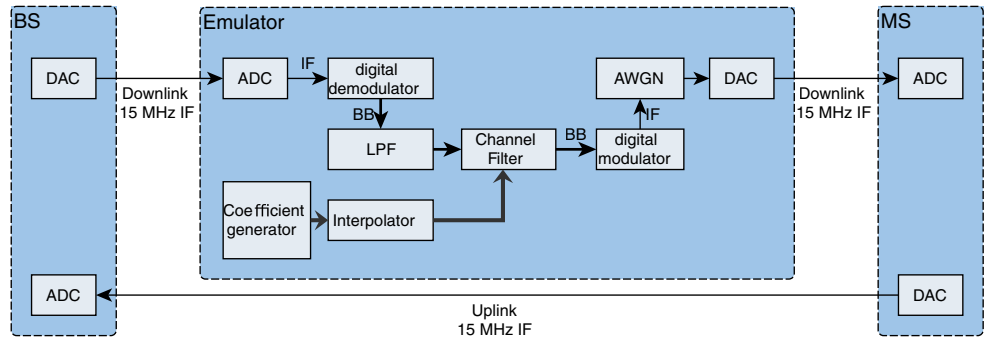 BS
Emulator
MS
DAC
ADC
IF
digital
demodulator
AWGN
DAC
ADC
Downlink
15 MHz IF
BB
IF
Downlink
15 MHz IF
LPF
Channel
Filter
BB
digital
modulator
Coefficient
generator
Interpolator
ADC
DAC
Uplink
15 MHz IF